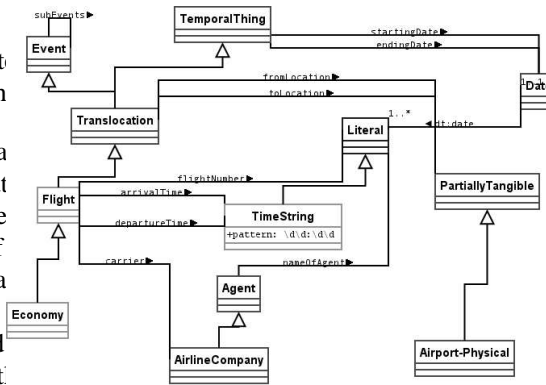 subEvents
TemporalThing
startingDate
endingDate
Event
fromLocation
toLocation
Translocation
1..*
Literal
dt:date
flightNumber
arrivalTime
PartiallyTangible
Flight
TimeString
+pattern: \d\d:\d\d
departureTime
carrier
nameOfAgent
Agent
Economy
AirlineCompany
Airport-Physical